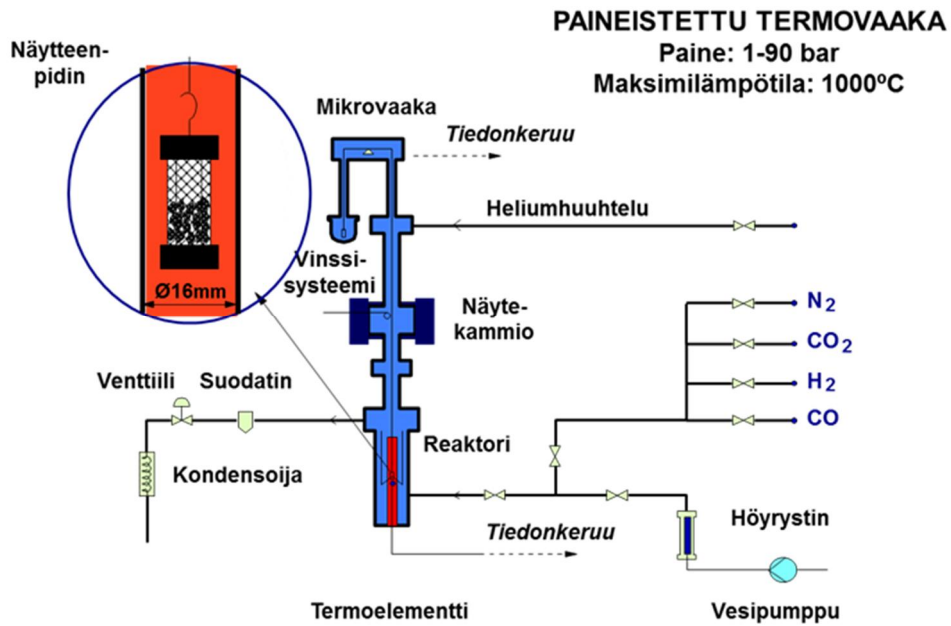 PAINEISTETTU TERMOVAAKA
Paine: 1-90 bar
Maksimilämpötila: 1000ºC
Näytteen-
pidin
Mikrovaaka
Tiedonkeruu
Heliumhuuhtelu
Vinssi-
systeemi
Ø16mm
Näyte-
kammio
N2
CO2
H2
CO
Venttiili
Suodatin
Reaktori
Kondensoija
Tiedonkeruu
Höyrystin
Termoelementti
Vesipumppu